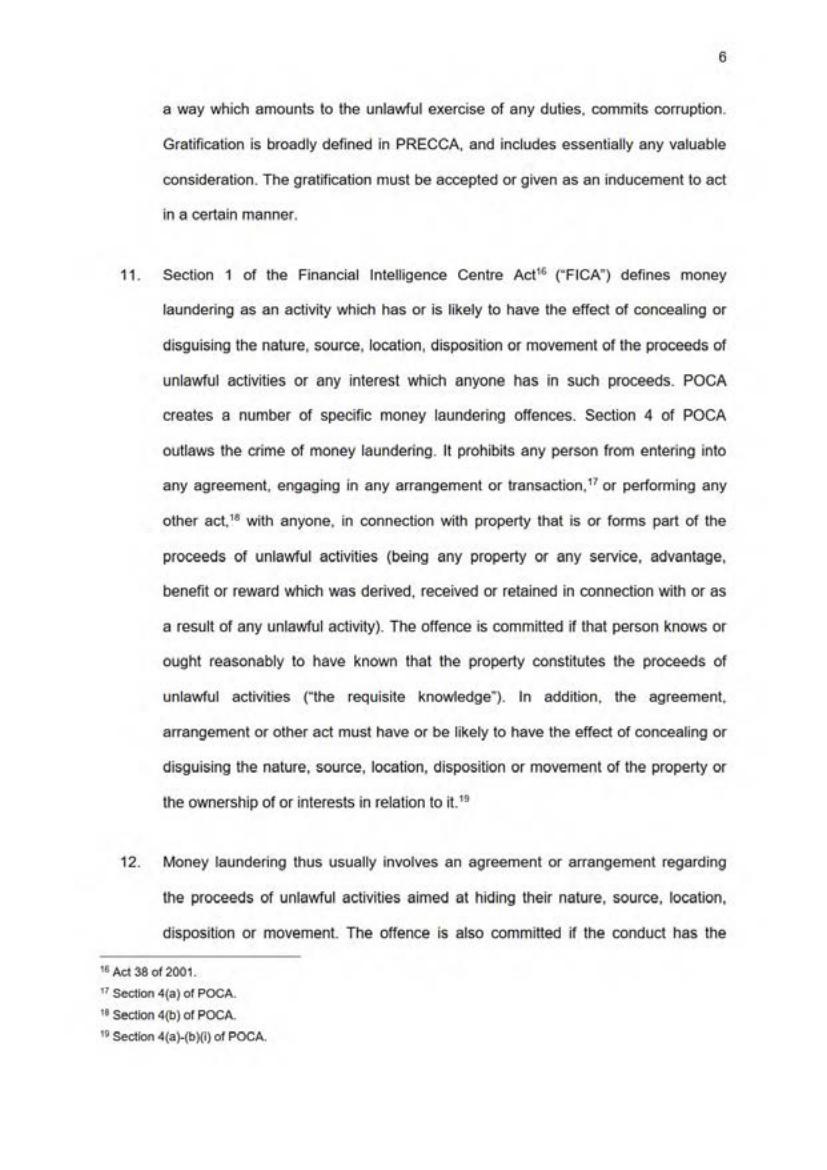 6
a way which amounts to the unlawful exercise of any duties, commits corruption.
Gratification is broadly defined in PRECCA, and includes essentially any valuable
consideration. The gratification must be accepted or given as an inducement to act
in a certain manner.
11. Section 1 of the Financial Intelligence Centre Act¹⁶ (“FICA”) defines money
laundering as an activity which has or is likely to have the effect of concealing or
disguising the nature, source, location, disposition or movement of the proceeds of
unlawful activities or any interest which anyone has in such proceeds. POCA
creates a number of specific money laundering offences. Section 4 of POCA
outlaws the crime of money laundering. It prohibits any person from entering into
any agreement, engaging in any arrangement or transaction,¹⁷ or performing any
other act,¹⁸ with anyone, in connection with property that is or forms part of the
proceeds of unlawful activities (being any property or any service, advantage,
benefit or reward which was derived, received or retained in connection with or as
a result of any unlawful activity). The offence is committed if that person knows or
ought reasonably to have known that the property constitutes the proceeds of
unlawful activities (“the requisite knowledge”). In addition, the agreement,
arrangement or other act must have or be likely to have the effect of concealing or
disguising the nature, source, location, disposition or movement of the property or
the ownership of or interests in relation to it.¹⁹
12. Money laundering thus usually involves an agreement or arrangement regarding
the proceeds of unlawful activities aimed at hiding their nature, source, location,
disposition or movement. The offence is also committed if the conduct has the
¹⁶ Act 38 of 2001.
¹⁷ Section 4(a) of POCA.
¹⁸ Section 4(b) of POCA.
¹⁹ Section 4(a)-(b)(i) of POCA.